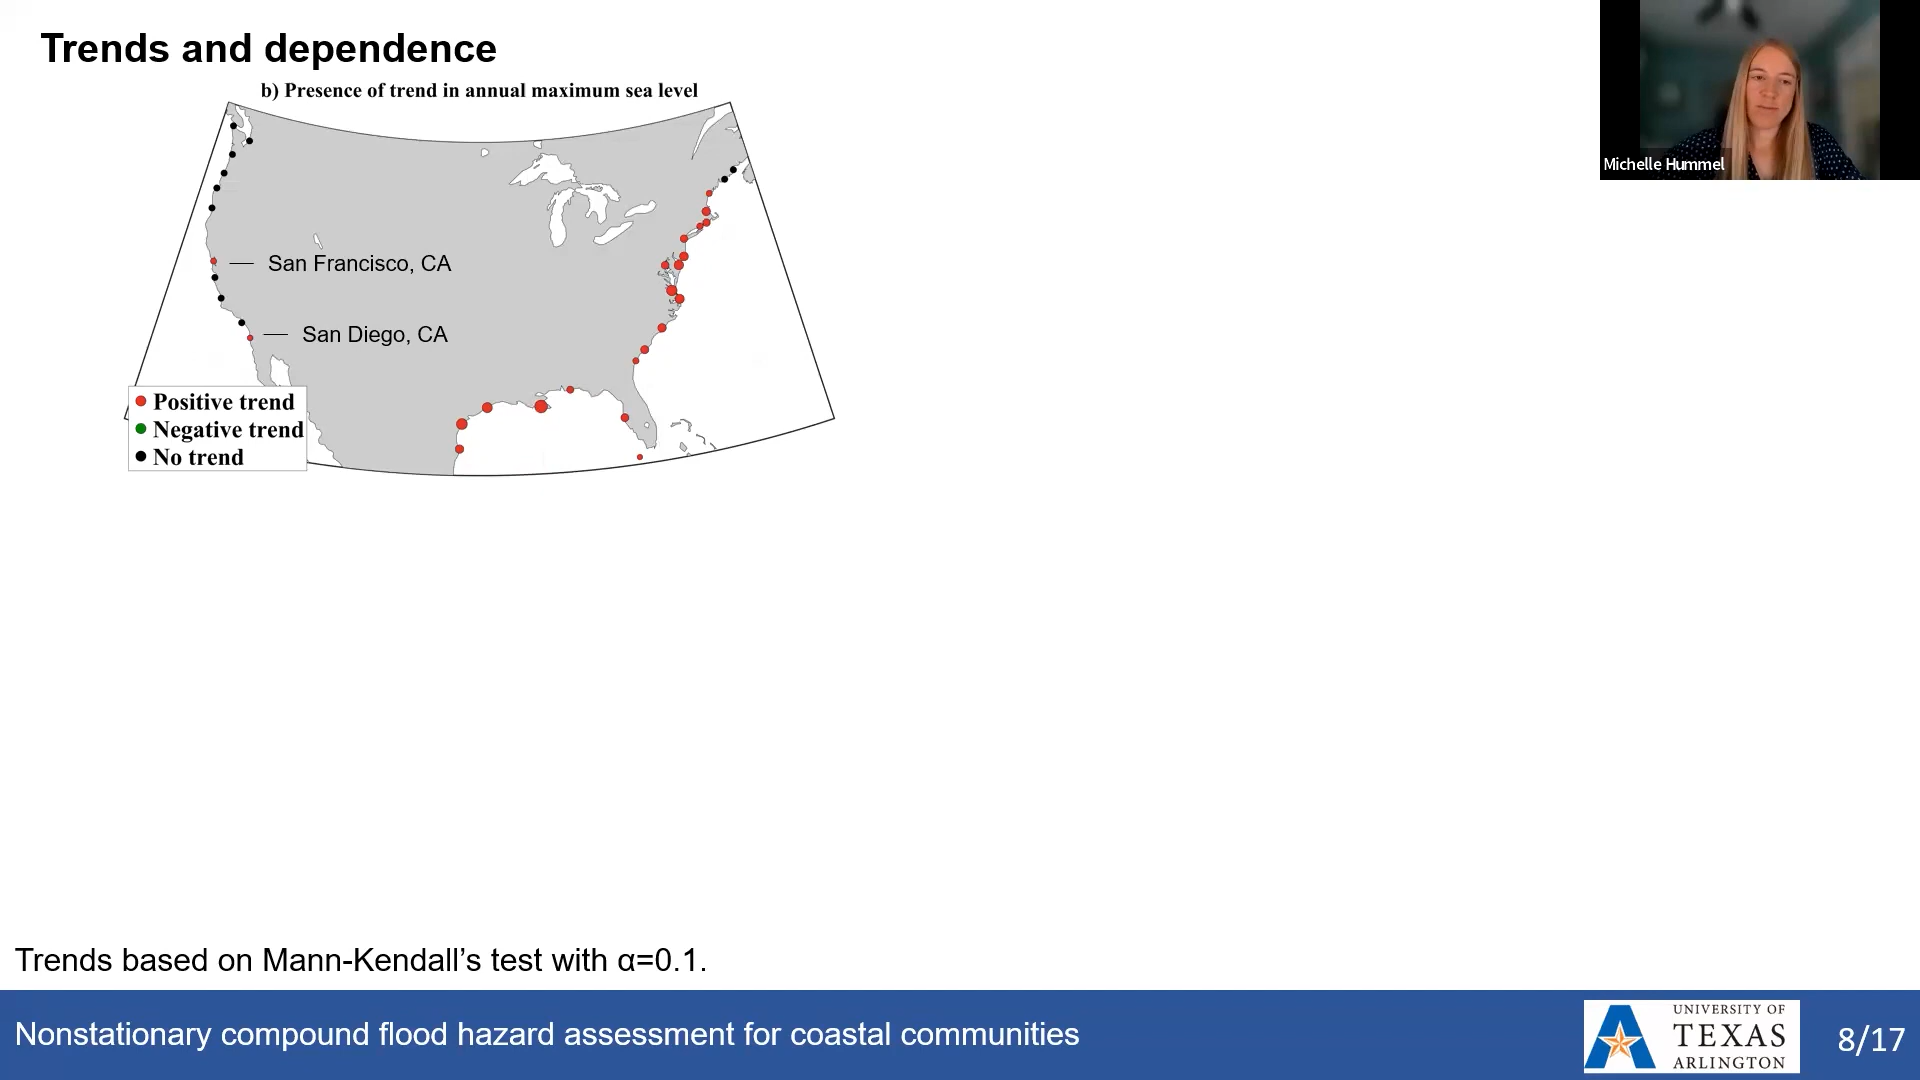 Trends and dependence
b) Presence of trend in annual maximum sea level
Michelle Hummel
San Francisco, CA
San Diego, CA
Positive trend
Negative trend
No trend
Trends based on Mann-Kendall’s test with α=0.1.
Nonstationary compound flood hazard assessment for coastal communities
UNIVERSITY OF
TEXAS
ARLINGTON
8/17